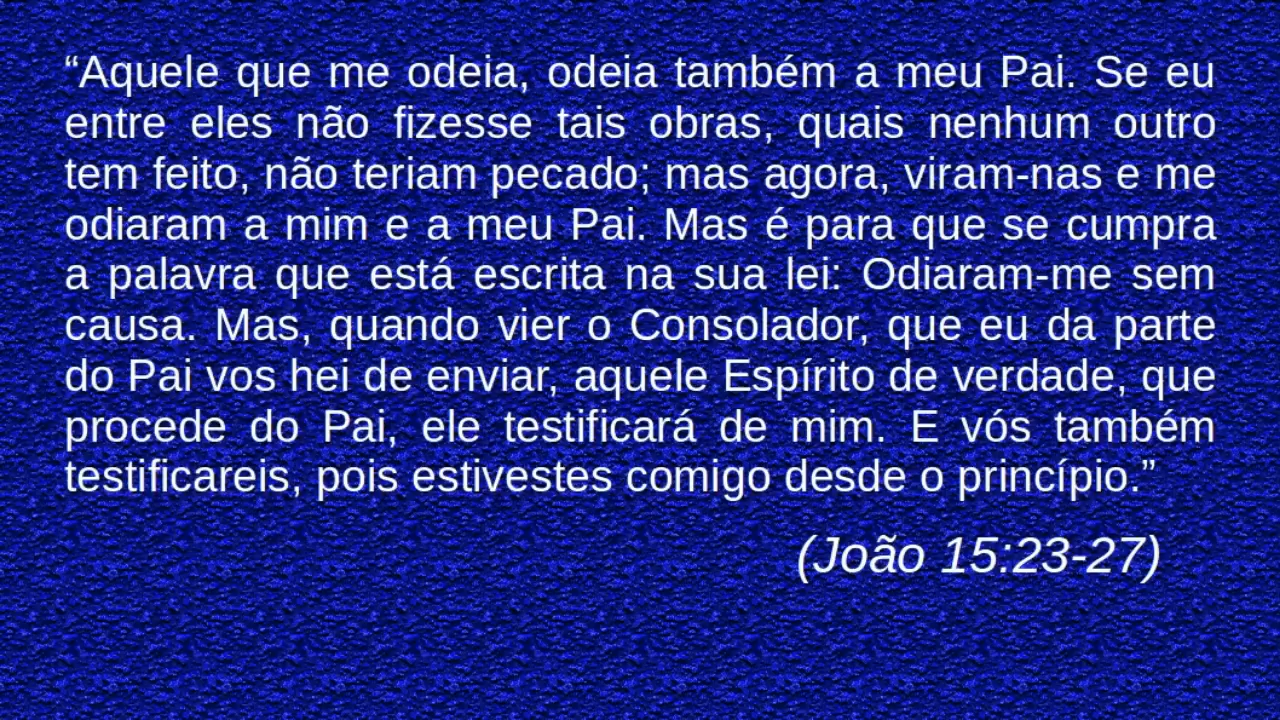 “Aquele que me odeia, odeia também a meu Pai. Se eu
entre eles não fizesse tais obras, quais nenhum outro
tem feito, não teriam pecado; mas agora, viram-nas e me
odiaram a mim e a meu Pai. Mas é para que se cumpra
a palavra que está escrita na sua lei: Odiaram-me sem
causa. Mas, quando vier o Consolador, que eu da parte
do Pai vos hei de enviar, aquele Espírito de verdade, que
procede do Pai, ele testificará de mim. E vós também
testificareis, pois estivestes comigo desde o princípio.”
(João 15:23-27)